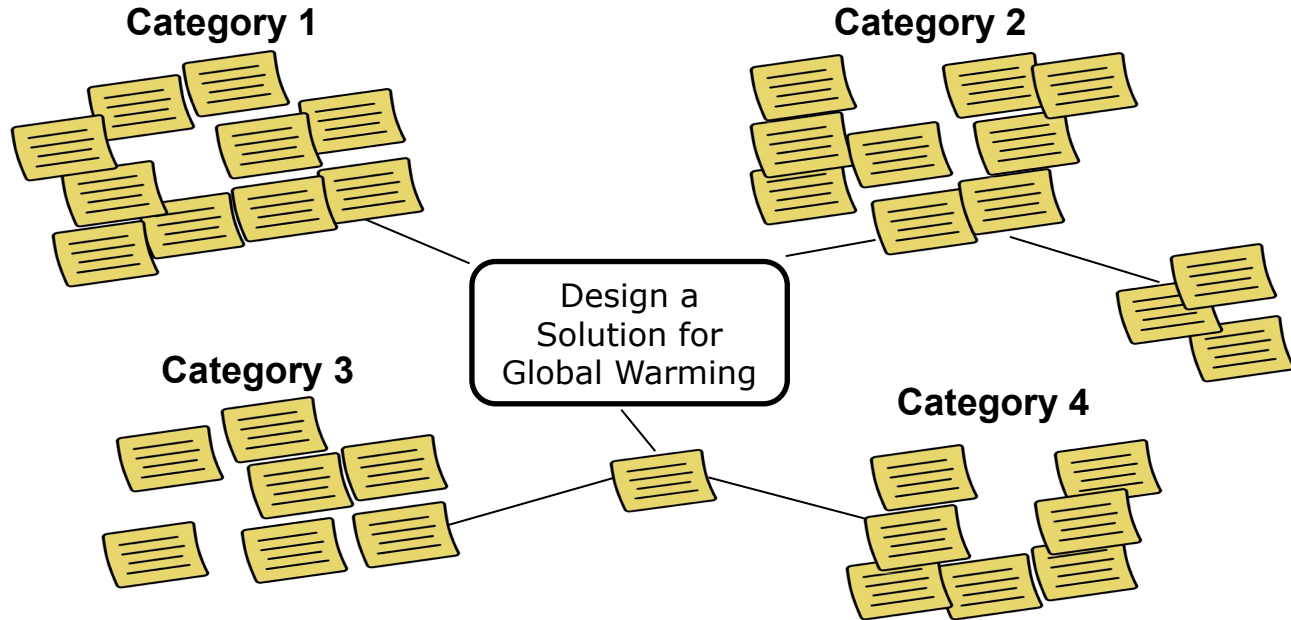 Category 1
Category 2
Design a
Solution for
Global Warming
Category 3
Category 4